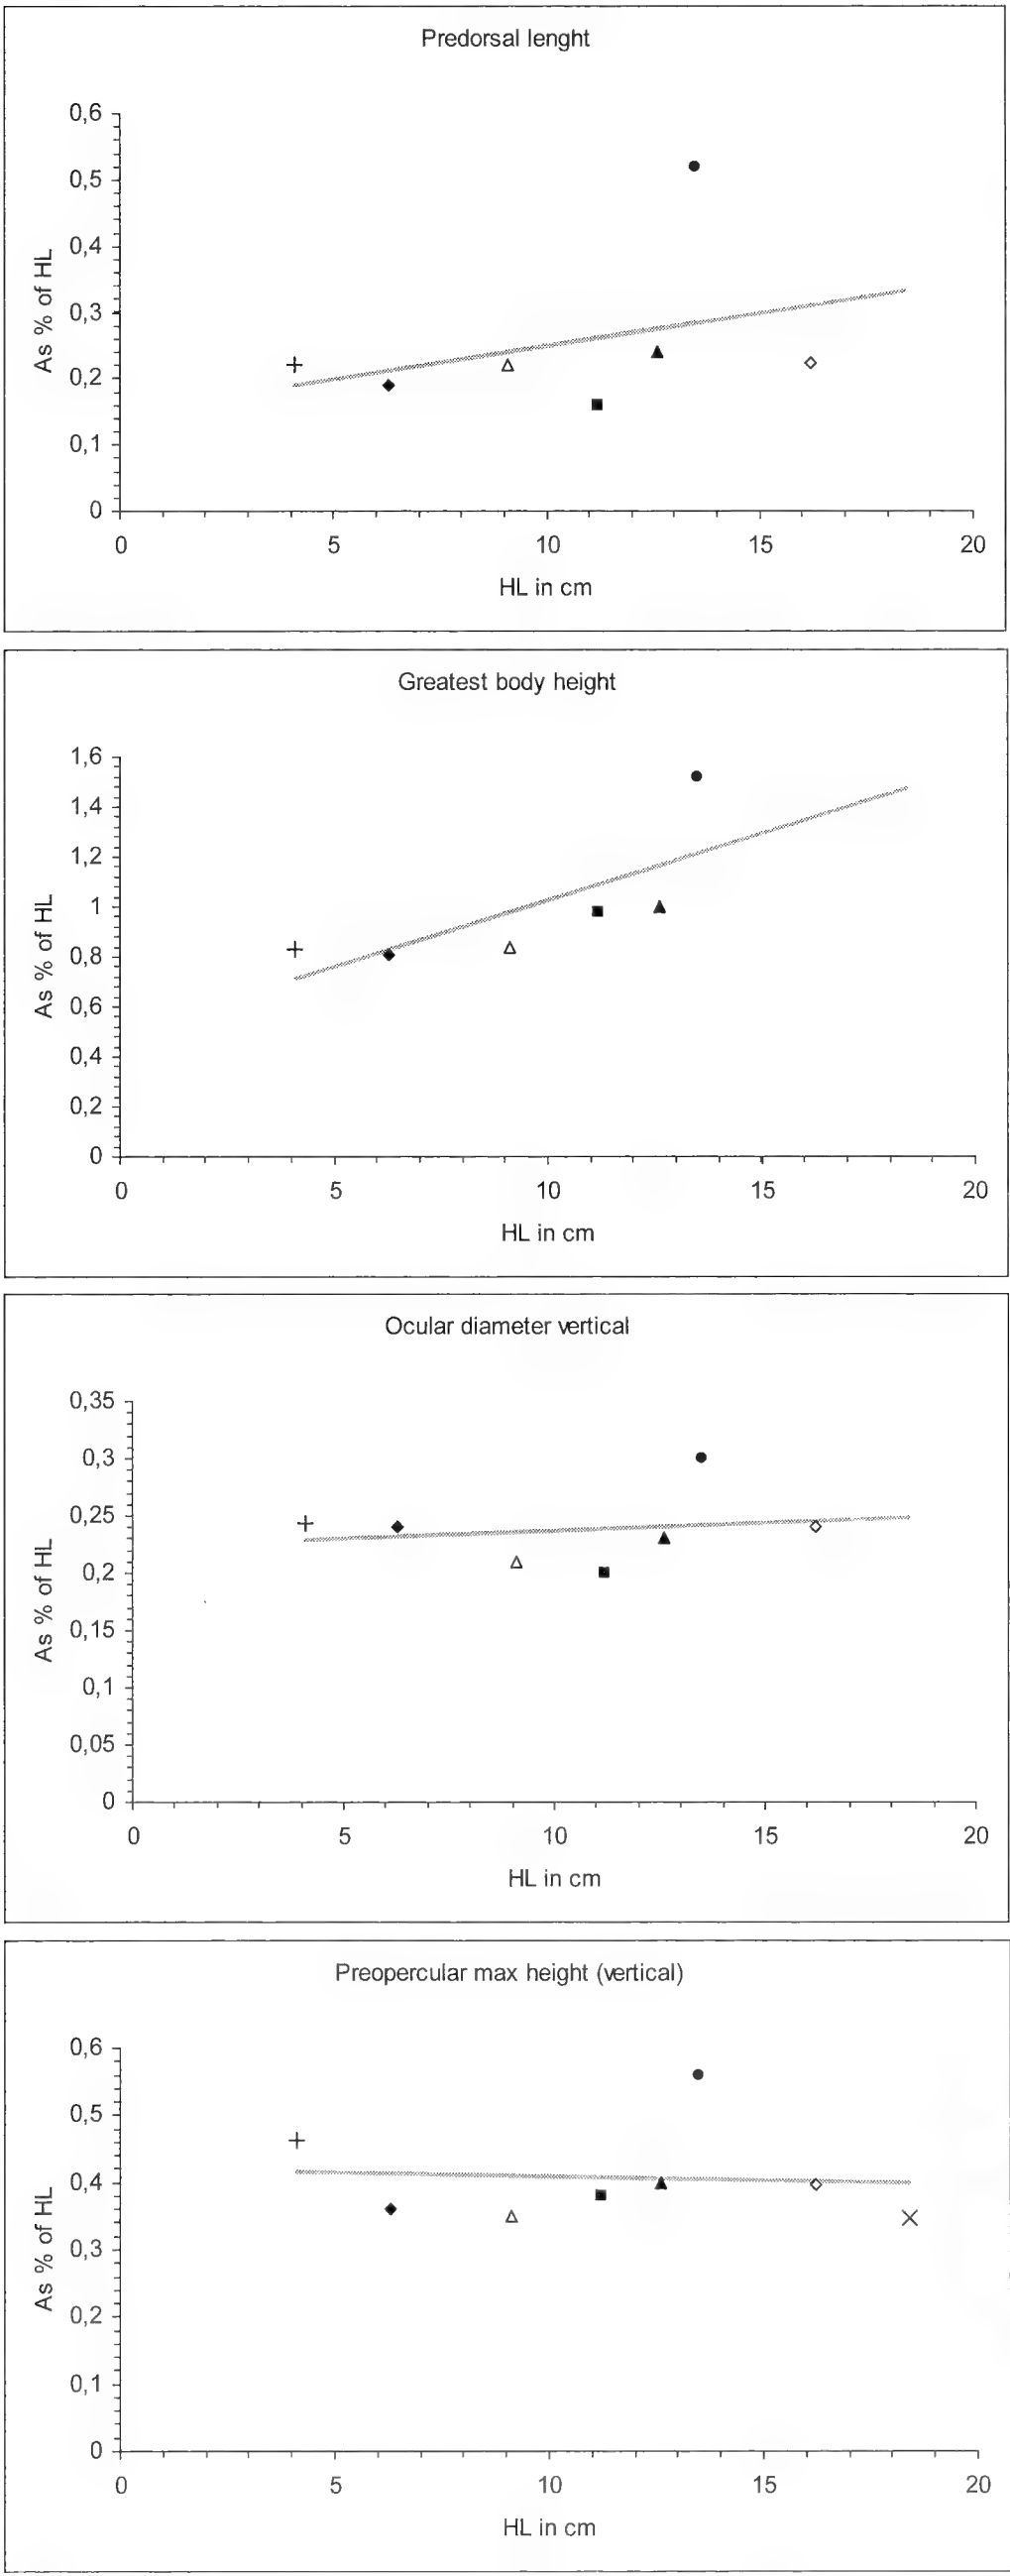 Predorsal lenght
0,6
0,5
0,4
0,3
0,2
0,1
0
As % of HL
0 5 10 15 20
HL in cm
Greatest body height
1,6
1,4
1,2
1
0,8
0,6
0,4
0,2
0
As % of HL
0 5 10 15 20
HL in cm
Ocular diameter vertical
0,35
0,3
0,25
0,2
0,15
0,1
0,05
0
As % of HL
0 5 10 15 20
HL in cm
Preopercular max height (vertical)
0,6
0,5
0,4
0,3
0,2
0,1
0
As % of HL
0 5 10 15 20
HL in cm